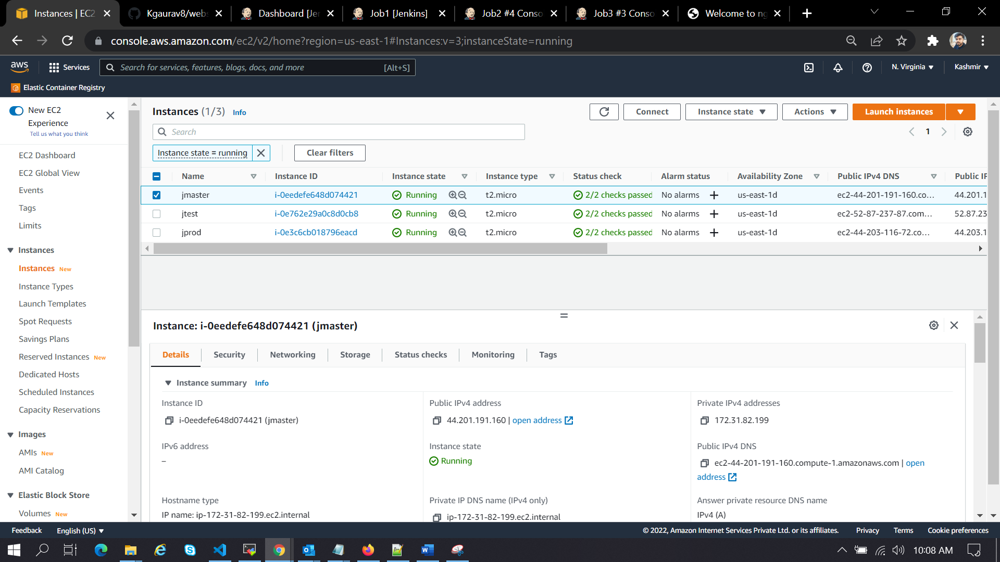 Instances | EC2
Kgaurav8/webs
Dashboard [Jen
Job1 [Jenkins]
Job2 #4 Conso
Job3 #3 Conso
Welcome to ng
console.aws.amazon.com/ec2/v2/home?region=us-east-1#Instances:v=3;instanceState=running
aws
Services
Search for services, features, blogs, docs, and more
[Alt+S]
N. Virginia
Kashmir
Elastic Container Registry
New EC2
Experience
Tell us what you think
EC2 Dashboard
EC2 Global View
Events
Tags
Limits
Instances
Instances New
Instance Types
Launch Templates
Spot Requests
Savings Plans
Reserved Instances New
Dedicated Hosts
Scheduled Instances
Capacity Reservations
Images
AMIs New
AMI Catalog
Elastic Block Store
Volumes New
Instances (1/3) Info
Connect
Instance state
Actions
Launch instances
Search
1
Instance state = running
Clear filters
Name Instance ID Instance state Instance type Status check Alarm status Availability Zone Public IPv4 DNS Public IP
jmaster i-0eedefe648d074421 Running t2.micro 2/2 checks passed No alarms us-east-1d ec2-44-201-191-160.co... 44.201.1
jtest i-0e762e29a0c8d0cb8 Running t2.micro 2/2 checks passed No alarms us-east-1d ec2-52-87-237-87.com... 52.87.23
jprod i-0e3c6cb018796eacd Running t2.micro 2/2 checks passed No alarms us-east-1d ec2-44-203-116-72.co... 44.203.1
Instance: i-0eedefe648d074421 (jmaster)
Details Security Networking Storage Status checks Monitoring Tags
Instance summary Info
Instance ID
i-0eedefe648d074421 (jmaster)
Public IPv4 address
44.201.191.160 | open address
Private IPv4 addresses
172.31.82.199
IPv6 address
–
Instance state
Running
Public IPv4 DNS
ec2-44-201-191-160.compute-1.amazonaws.com | open
address
Hostname type
IP name: ip-172-31-82-199.ec2.internal
Private IP DNS name (IPv4 only)
ip-172-31-82-199.ec2.internal
Answer private resource DNS name
IPv4 (A)
Feedback English (US)
© 2022, Amazon Internet Services Private Ltd. or its affiliates. Privacy Terms Cookie preferences
10:08 AM